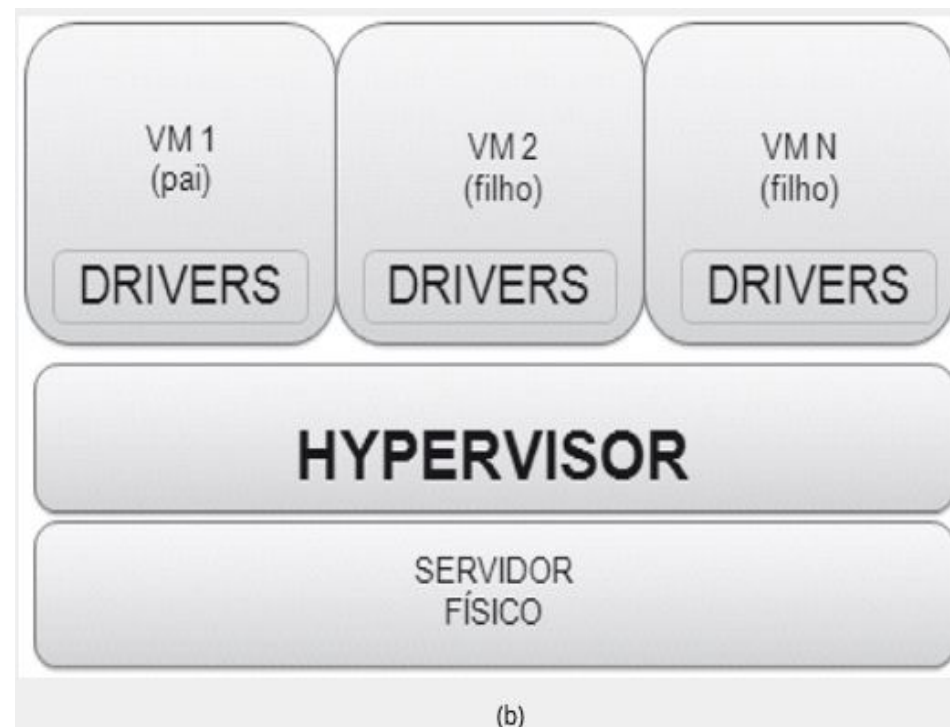 VM 1
(pai)
VM 2
(filho)
VM N
(filho)
DRIVERS
DRIVERS
DRIVERS
HYPERVISOR
SERVIDOR
FÍSICO
(b)